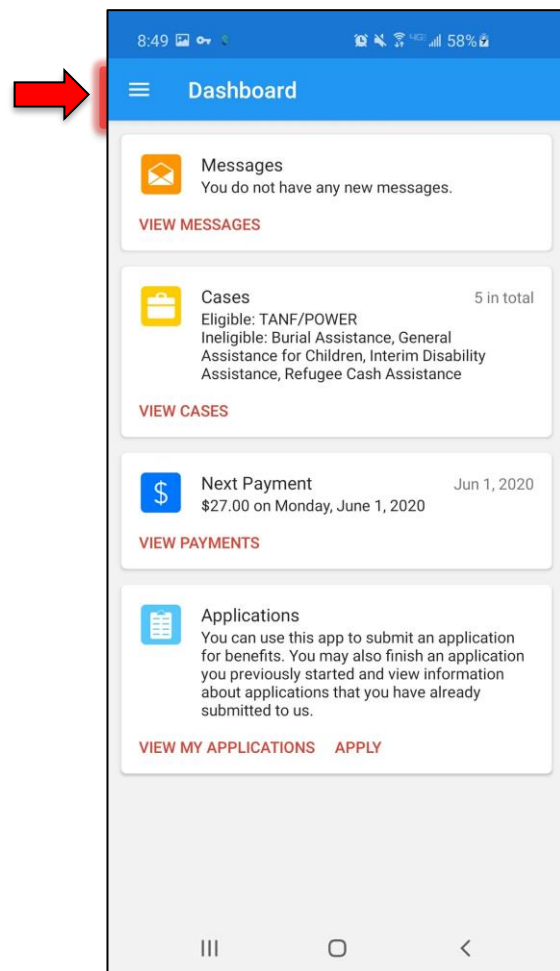 8:49 58%
Dashboard
Messages
You do not have any new messages.
VIEW MESSAGES
Cases 5 in total
Eligible: TANF/POWER
Ineligible: Burial Assistance, General
Assistance for Children, Interim Disability
Assistance, Refugee Cash Assistance
VIEW CASES
Next Payment Jun 1, 2020
$27.00 on Monday, June 1, 2020
VIEW PAYMENTS
Applications
You can use this app to submit an application
for benefits. You may also finish an application
you previously started and view information
about applications that you have already
submitted to us.
VIEW MY APPLICATIONS APPLY